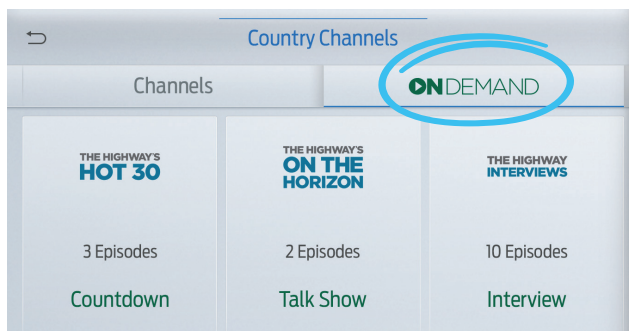 Country Channels
Channels
ONDEMAND
THE HIGHWAY'S
HOT 30
THE HIGHWAY'S
ON THE
HORIZON
THE HIGHWAY
INTERVIEWS
3 Episodes
2 Episodes
10 Episodes
Countdown
Talk Show
Interview